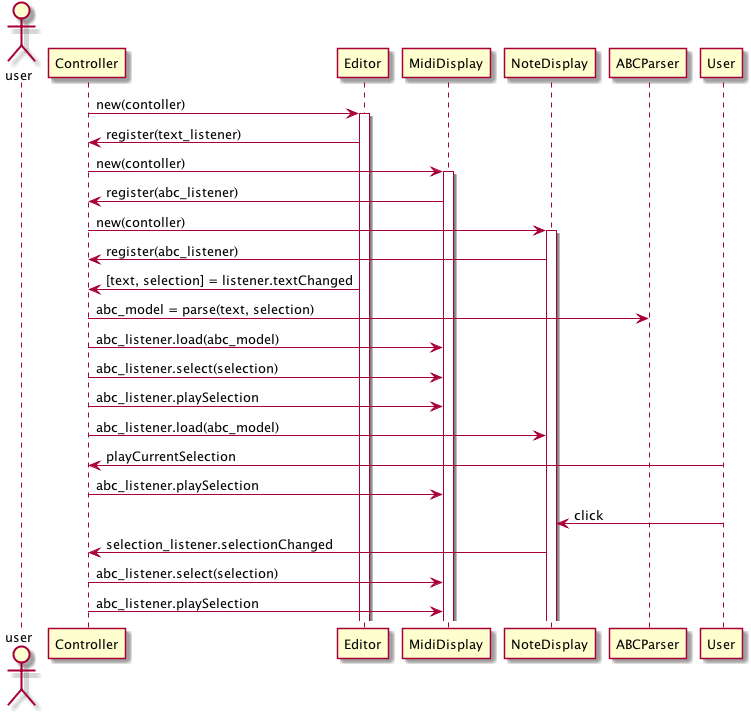 user
Controller
Editor
MidiDisplay
NoteDisplay
ABCParser
User
new(contoller)
register(text_listener)
new(contoller)
register(abc_listener)
new(contoller)
register(abc_listener)
[text, selection] = listener.textChanged
abc_model = parse(text, selection)
abc_listener.load(abc_model)
abc_listener.select(selection)
abc_listener.playSelection
abc_listener.load(abc_model)
playCurrentSelection
abc_listener.playSelection
click
selection_listener.selectionChanged
abc_listener.select(selection)
abc_listener.playSelection
user
Controller
Editor
MidiDisplay
NoteDisplay
ABCParser
User